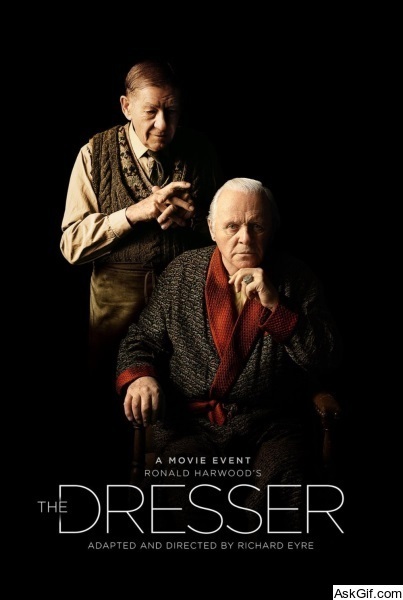 A MOVIE EVENT
RONALD HARWOOD'S
THE DRESSER
ADAPTED AND DIRECTED BY RICHARD EYRE
AskGif.com